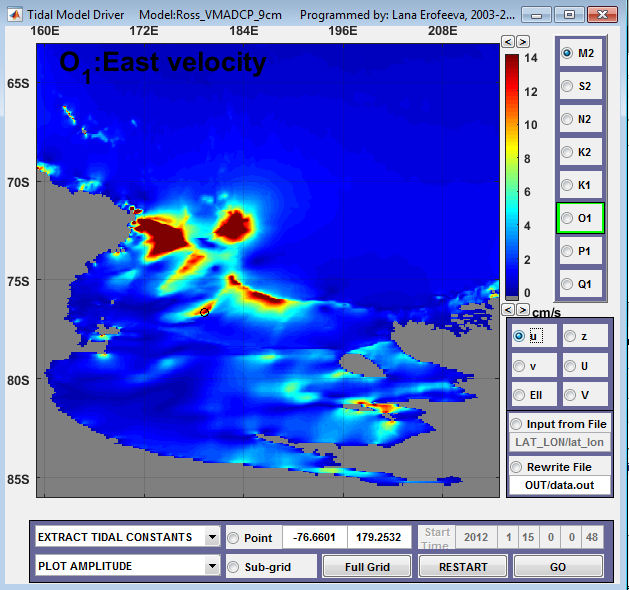 Tidal Model Driver Model:Ross_VMADCP_9cm Programmed by: Lana Erofeeva, 2003-2...
160E 172E 184E 196E 208E
O1:East velocity
65S
70S
75S
80S
85S
< >
14
12
10
8
6
4
2
0
< > cm/s
M2
S2
N2
K2
K1
O1
P1
Q1
u z
v U
Ell V
Input from File
LAT_LON/lat_lon
Rewrite File
OUT/data.out
EXTRACT TIDAL CONSTANTS Point -76.6601 179.2532 Start Time 2012 1 15 0 0 48
PLOT AMPLITUDE Sub-grid Full Grid RESTART GO